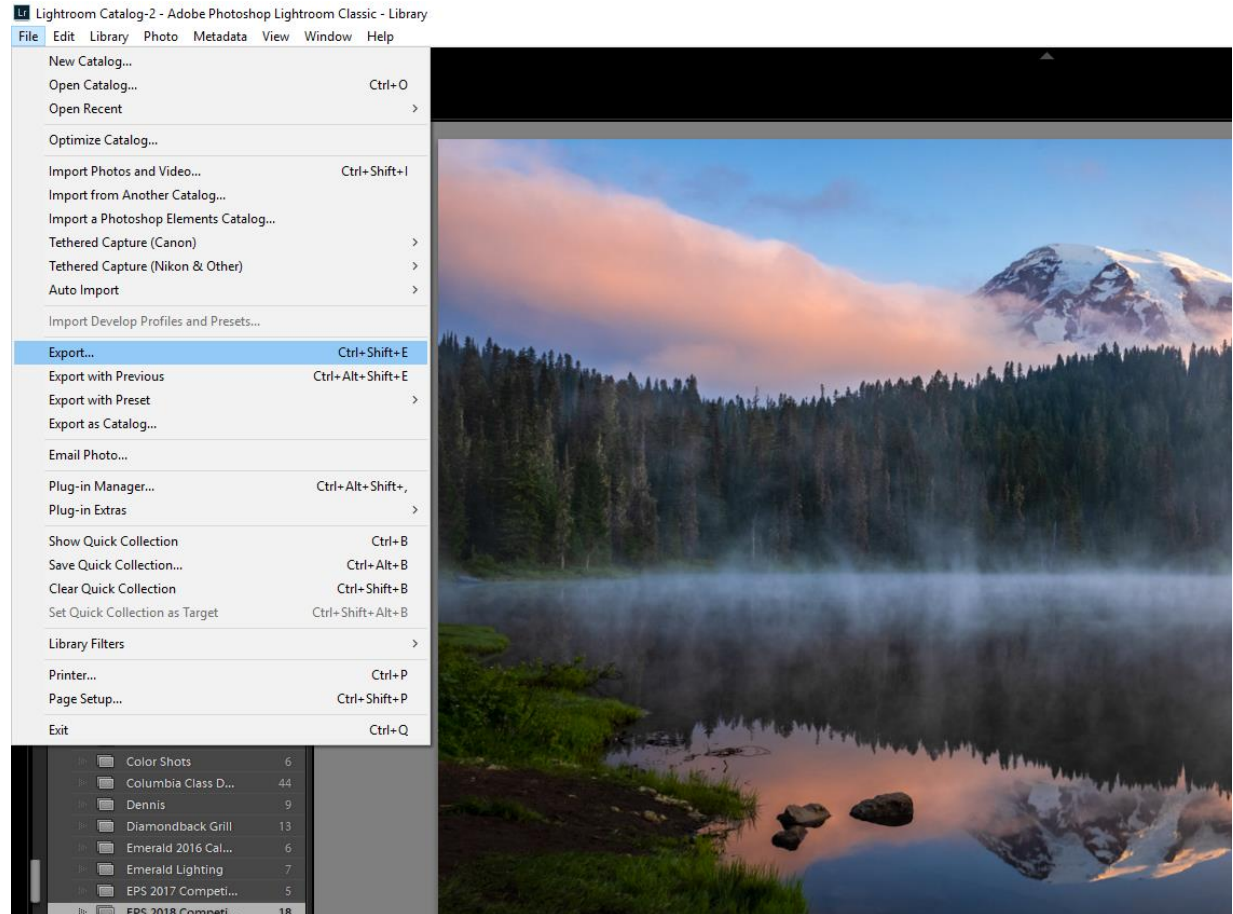 Lr Lightroom Catalog-2 - Adobe Photoshop Lightroom Classic - Library
File Edit Library Photo Metadata View Window Help
New Catalog...
Open Catalog... Ctrl+O
Open Recent
Optimize Catalog...
Import Photos and Video... Ctrl+Shift+I
Import from Another Catalog...
Import a Photoshop Elements Catalog...
Tethered Capture (Canon)
Tethered Capture (Nikon & Other)
Auto Import
Import Develop Profiles and Presets...
Export... Ctrl+Shift+E
Export with Previous Ctrl+Alt+Shift+E
Export with Preset
Export as Catalog...
Email Photo...
Plug-in Manager... Ctrl+Alt+Shift+,
Plug-in Extras
Show Quick Collection Ctrl+B
Save Quick Collection... Ctrl+Alt+B
Clear Quick Collection Ctrl+Shift+B
Set Quick Collection as Target Ctrl+Shift+Alt+B
Library Filters
Printer... Ctrl+P
Page Setup... Ctrl+Shift+P
Exit Ctrl+Q
Color Shots 6
Columbia Class D... 44
Dennis 9
Diamondback Grill 13
Emerald 2016 Cal... 6
Emerald Lighting 7
EPS 2017 Competi... 5
EPS 2018 Competi... 18